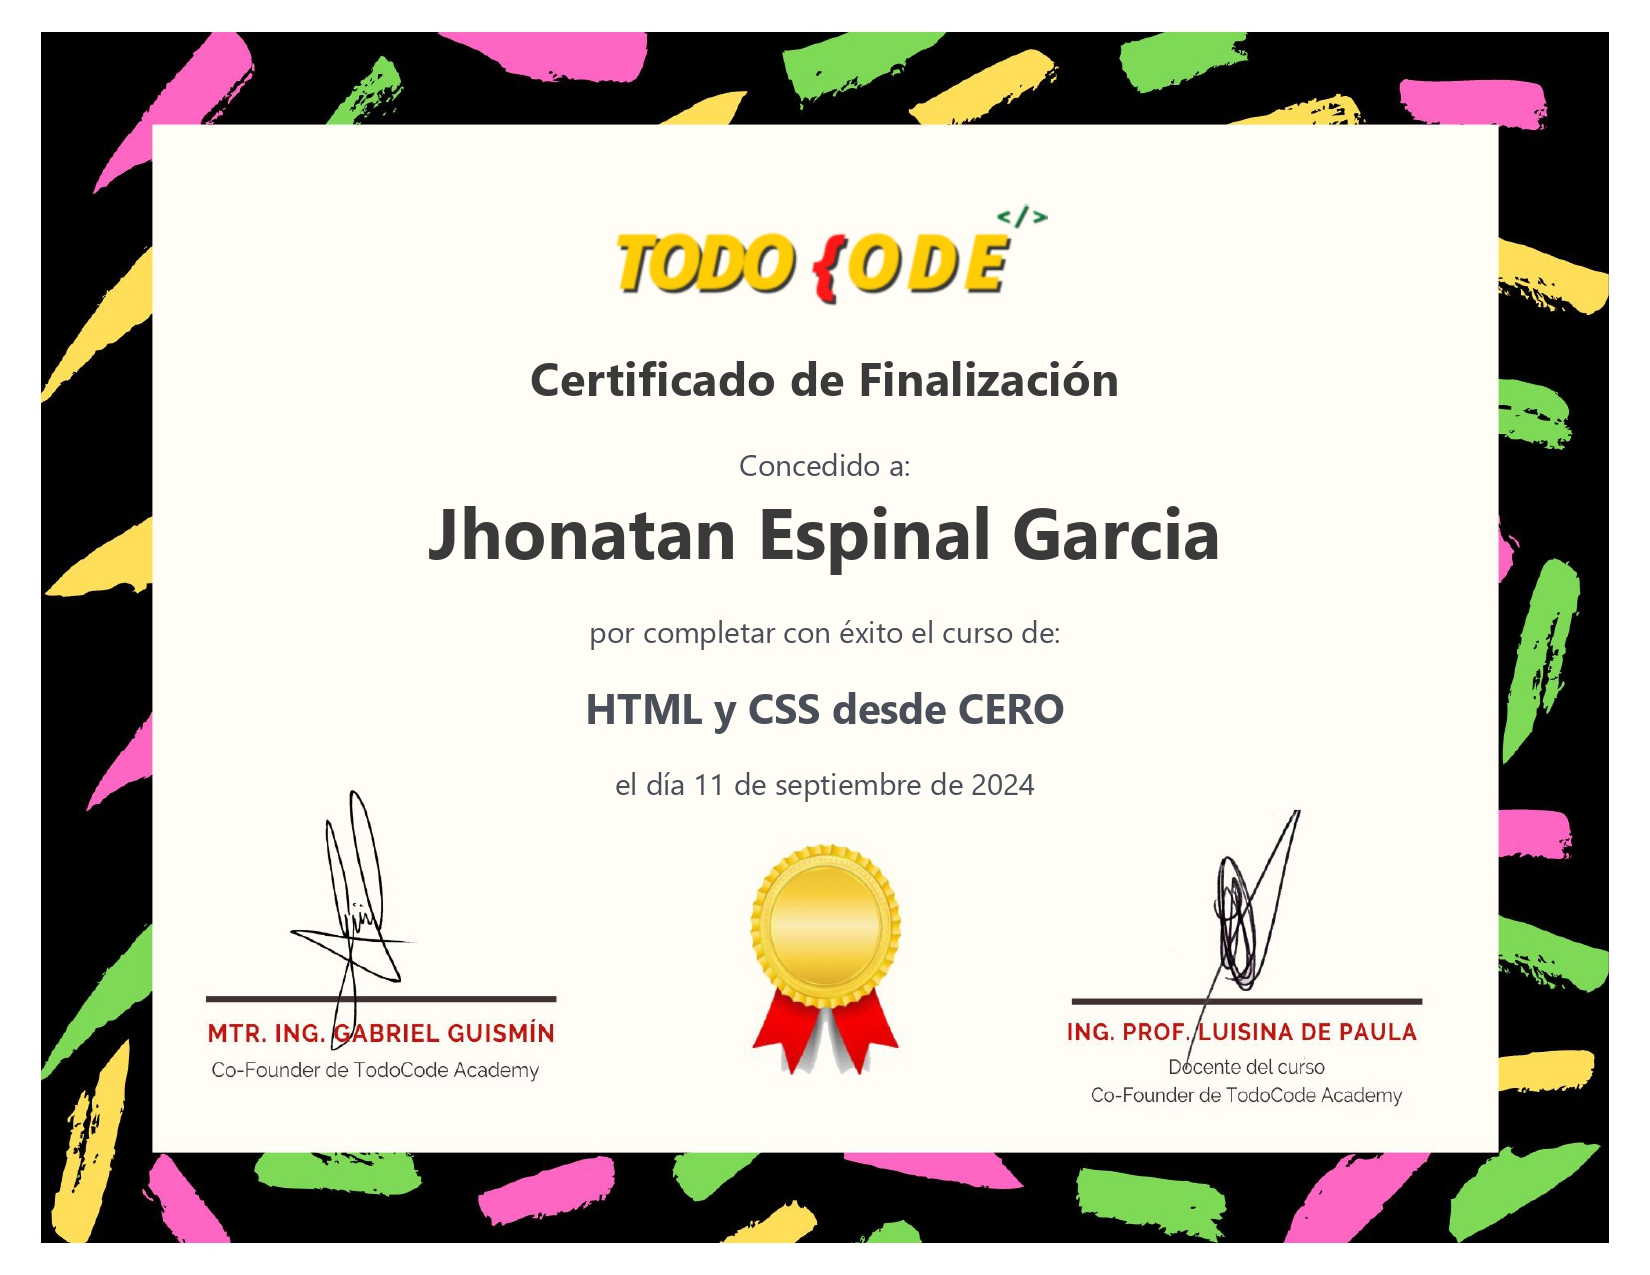 </>
TODO {ODE
Certificado de Finalización
Concedido a:
Jhonatan Espinal Garcia
por completar con éxito el curso de:
HTML y CSS desde CERO
el día 11 de septiembre de 2024
MTR. ING. GABRIEL GUISMÍN
Co-Founder de TodoCode Academy
ING. PROF. LUISINA DE PAULA
Docente del curso
Co-Founder de TodoCode Academy